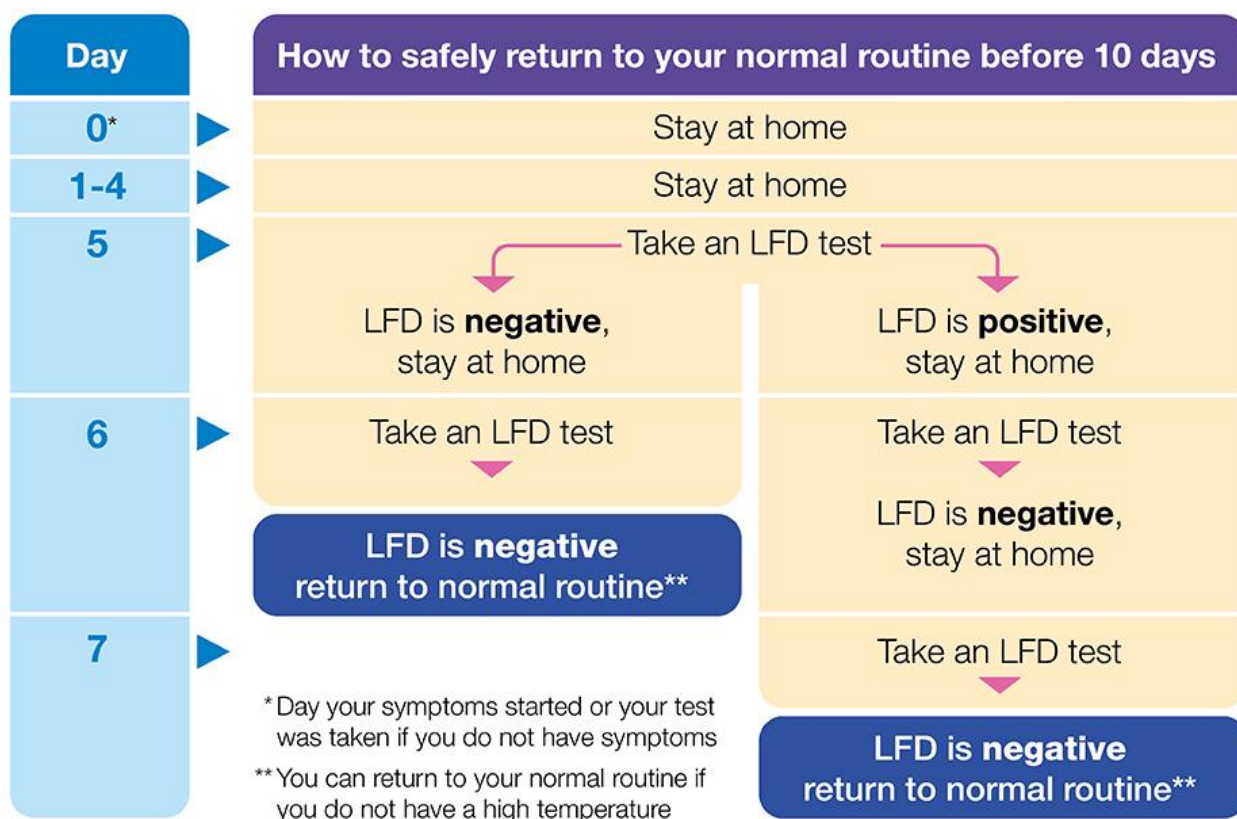 Day
How to safely return to your normal routine before 10 days
0*
Stay at home
1-4
Stay at home
5
Take an LFD test
LFD is negative,
stay at home
LFD is positive,
stay at home
6
Take an LFD test
LFD is negative
return to normal routine**
Take an LFD test
LFD is negative,
stay at home
7
Take an LFD test
LFD is negative
return to normal routine**
* Day your symptoms started or your test
was taken if you do not have symptoms
** You can return to your normal routine if
you do not have a high temperature